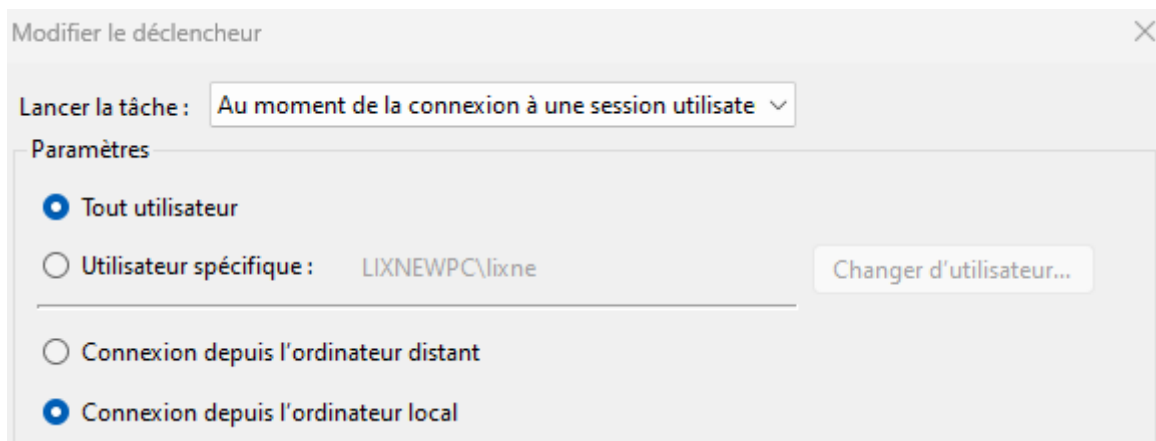 Modifier le déclencheur
Lancer la tâche : Au moment de la connexion à une session utilisate
Paramètres
Tout utilisateur
Utilisateur spécifique : LIXNEWPC\lixne Changer d'utilisateur...
Connexion depuis l'ordinateur distant
Connexion depuis l'ordinateur local